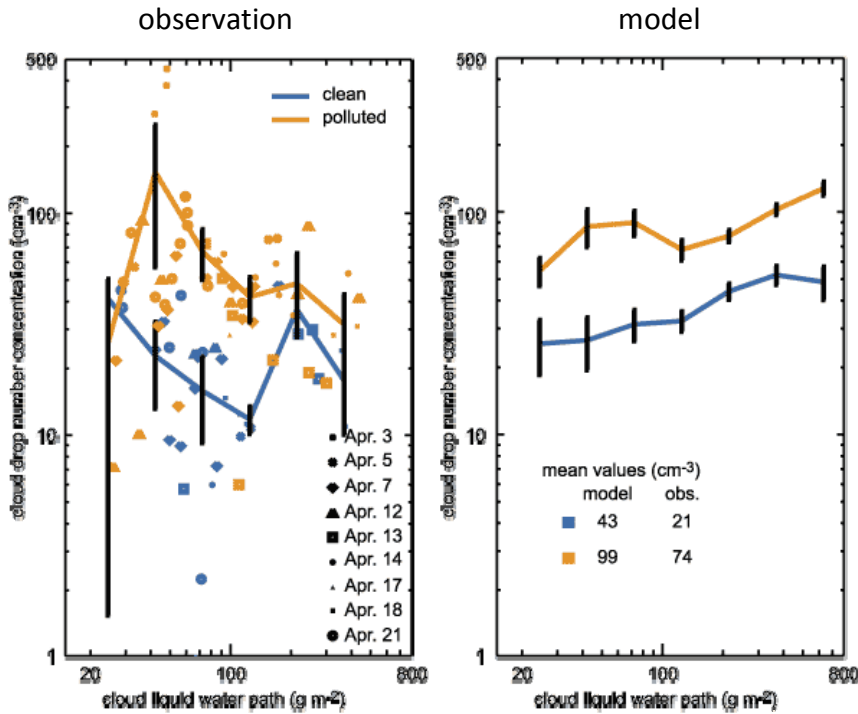 observation
model
500
100
10
1
cloud drop number concentration (cm-3)
clean
polluted
Apr. 3
Apr. 5
Apr. 7
Apr. 12
Apr. 13
Apr. 14
Apr. 17
Apr. 18
Apr. 21
20
100
800
cloud liquid water path (g m-2)
500
100
10
1
cloud drop number concentration (cm-3)
mean values (cm-3)
model obs.
43 21
99 74
20
100
800
cloud liquid water path (g m-2)